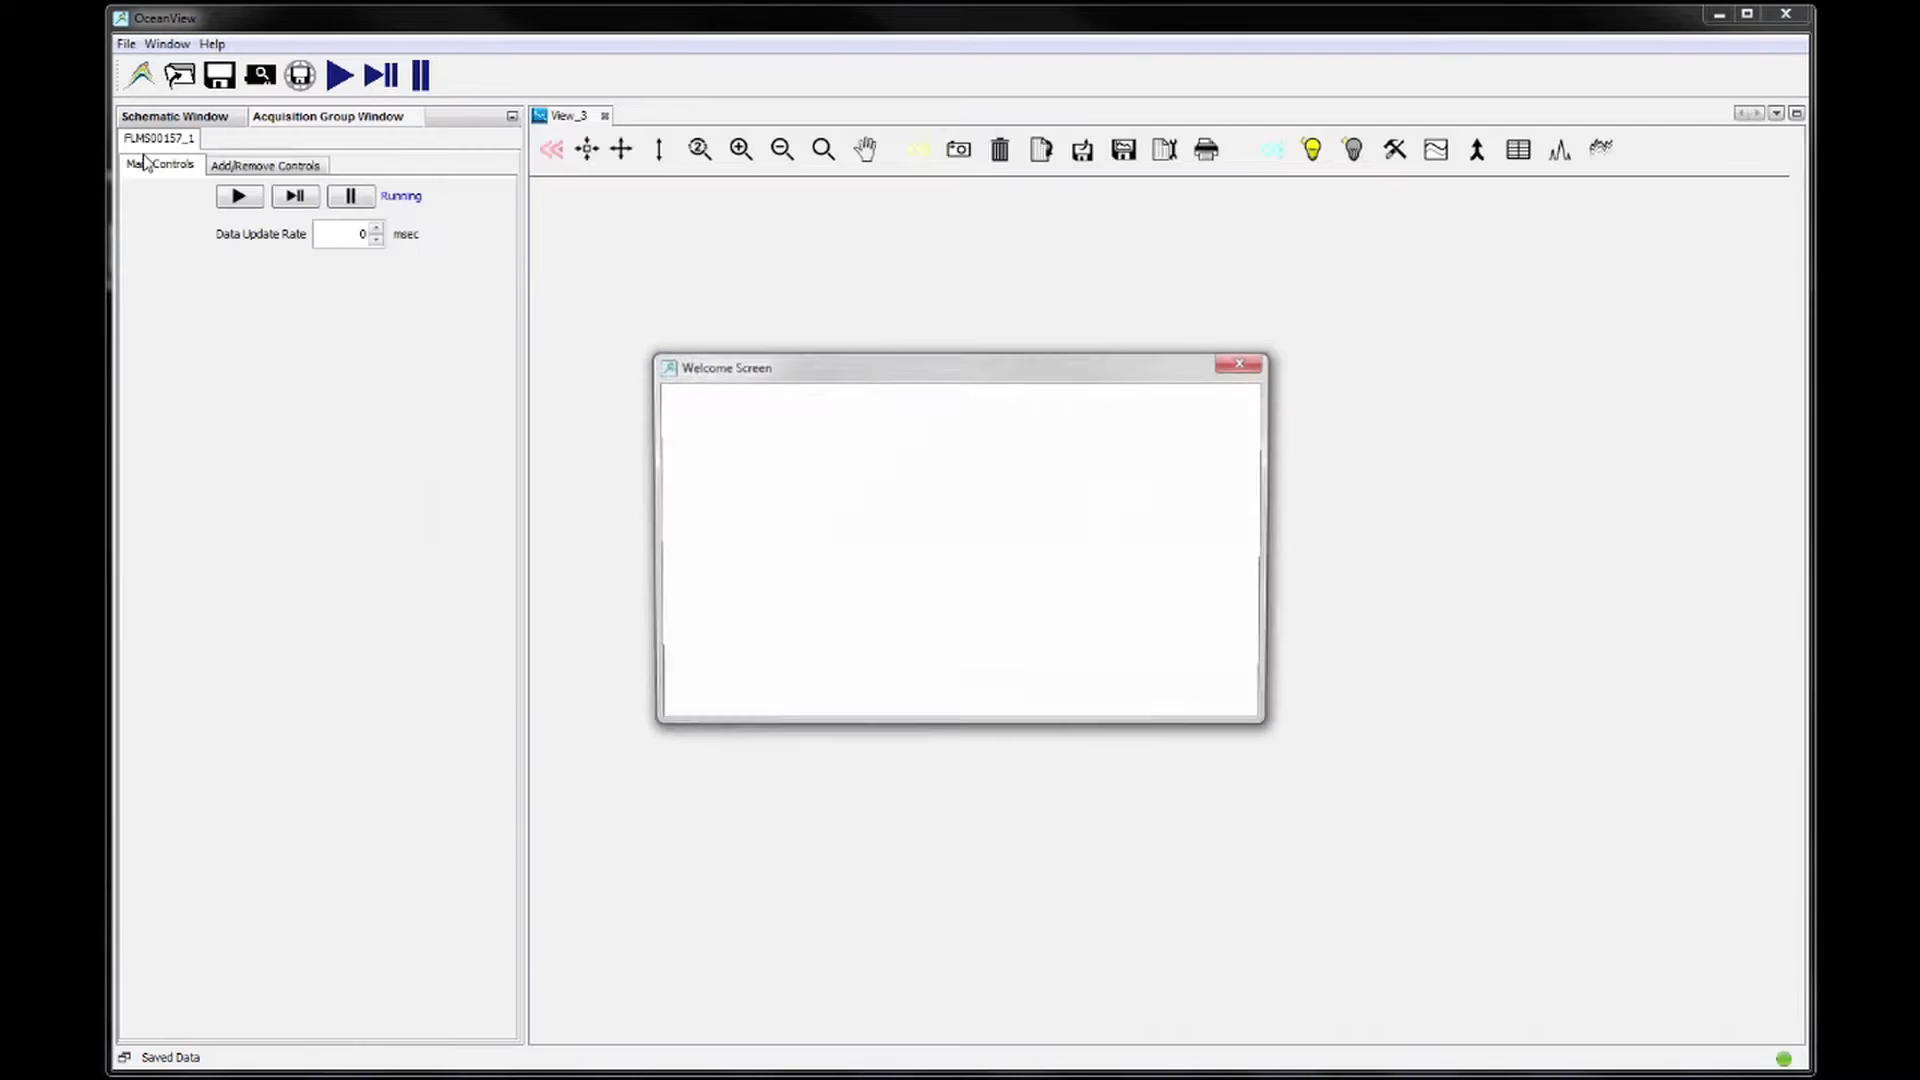 OceanView
File Window Help
Schematic Window Acquisition Group Window
View_3
FLMS00157_1
Controls Add/Remove Controls
Running
Data Update Rate 0 msec
Welcome Screen
Saved Data